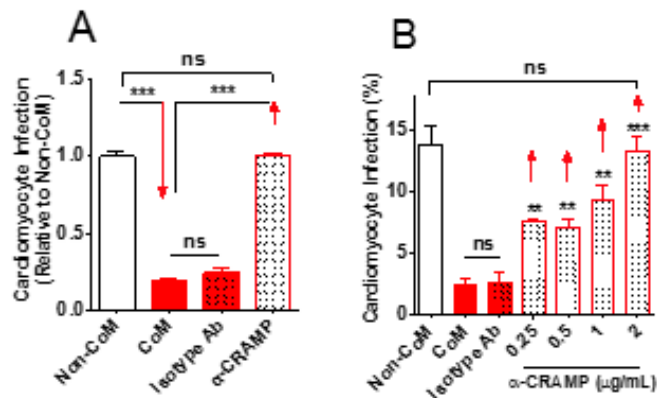 A
ns
***
***
ns
Cardiomyocyte Infection
(Relative to Non-CoM)
1.5
1.0
0.5
0.0
Non-CoM
CoM
Isotype Ab
α-CRAMP
B
ns
***
**
**
**
ns
Cardiomyocyte Infection (%)
15
10
5
0
Non-CoM
CoM
Isotype Ab
0.25
0.5
1
2
α-CRAMP (μg/mL)